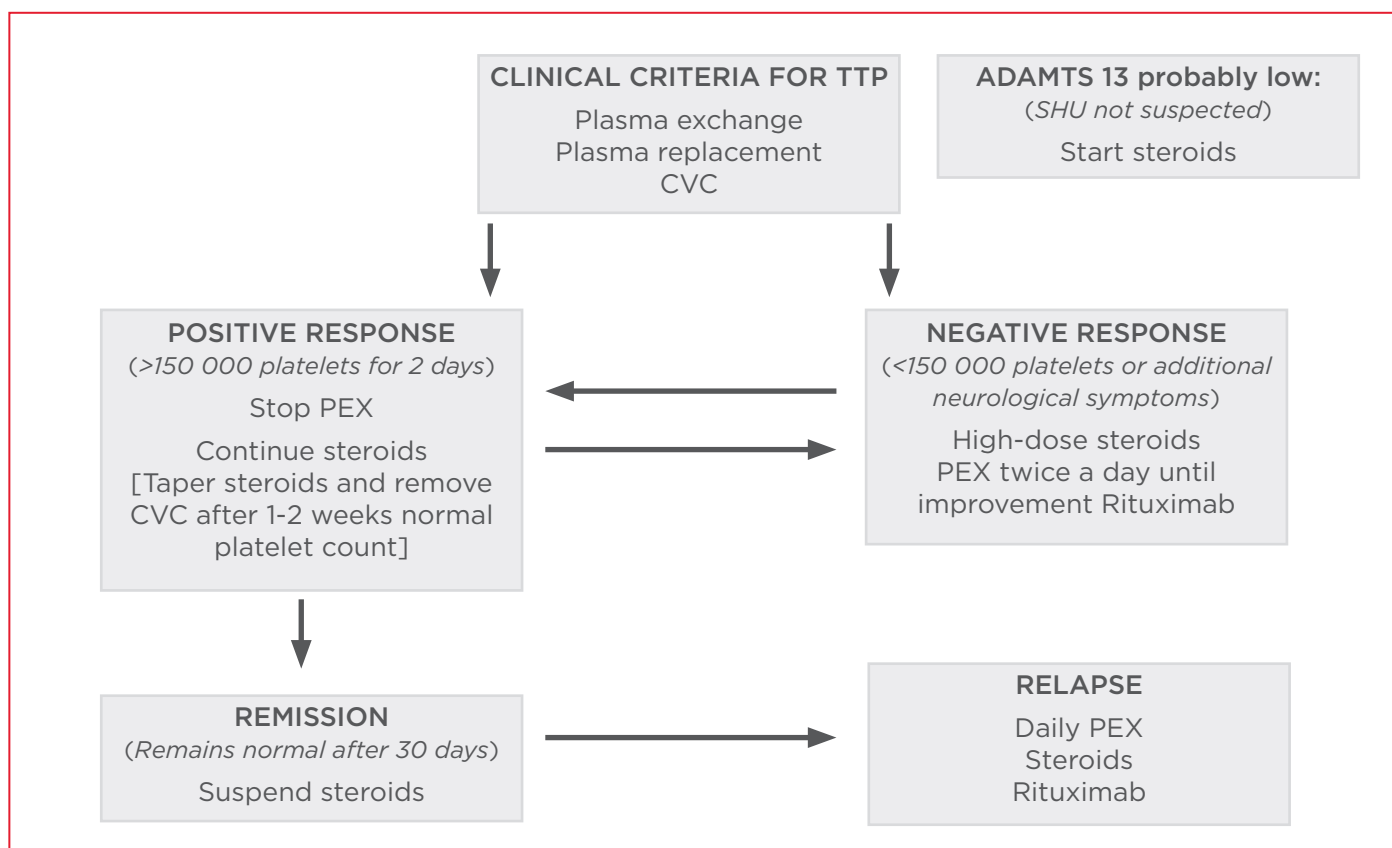 CLINICAL CRITERIA FOR TTP
Plasma exchange
Plasma replacement
CVC
ADAMTS 13 probably low:
(SHU not suspected)
Start steroids
POSITIVE RESPONSE
(>150 000 platelets for 2 days)
Stop PEX
Continue steroids
[Taper steroids and remove
CVC after 1-2 weeks normal
platelet count]
NEGATIVE RESPONSE
(<150 000 platelets or additional
neurological symptoms)
High-dose steroids
PEX twice a day until
improvement Rituximab
REMISSION
(Remains normal after 30 days)
Suspend steroids
RELAPSE
Daily PEX
Steroids
Rituximab